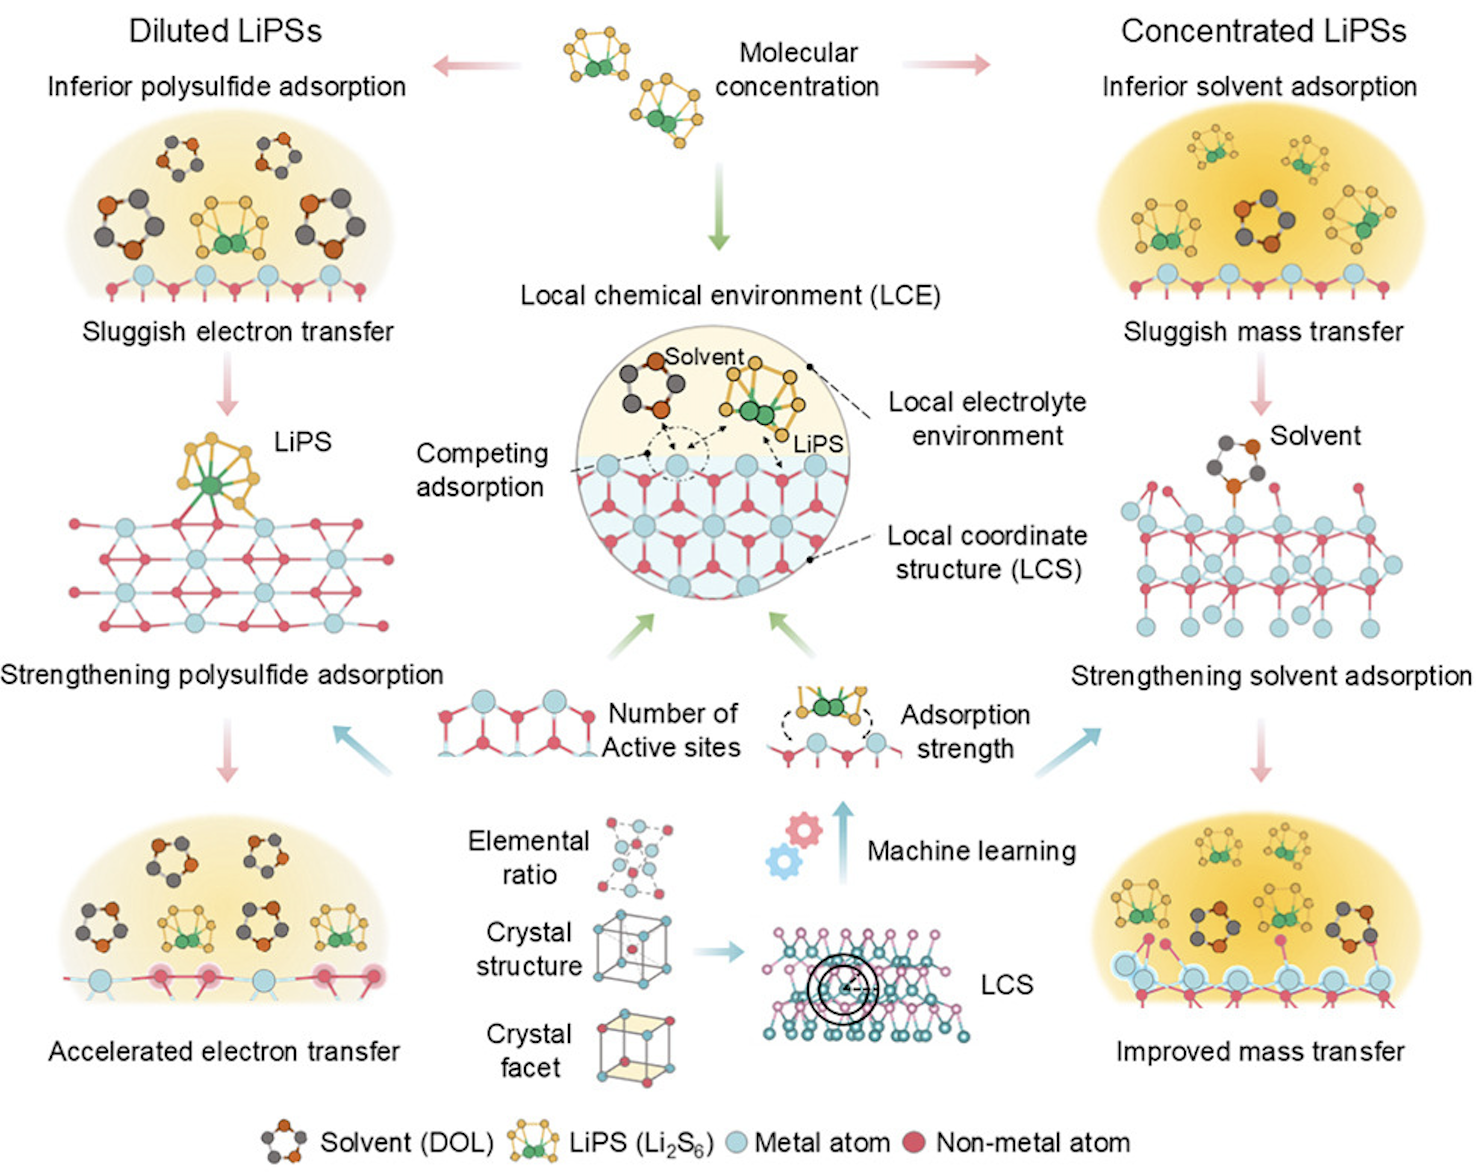 Diluted LiPSs
Inferior polysulfide adsorption
Molecular
concentration
Concentrated LiPSs
Inferior solvent adsorption
Sluggish electron transfer
Local chemical environment (LCE)
Sluggish mass transfer
LiPS
Solvent
LiPS
Competing
adsorption
Local electrolyte
environment
Local coordinate
structure (LCS)
Solvent
Strengthening polysulfide adsorption
Strengthening solvent adsorption
Number of
Active sites
Adsorption
strength
Elemental
ratio
Machine learning
Crystal
structure
LCS
Crystal
facet
Accelerated electron transfer
Improved mass transfer
Solvent (DOL)
LiPS (Li₂S₆)
Metal atom
Non-metal atom